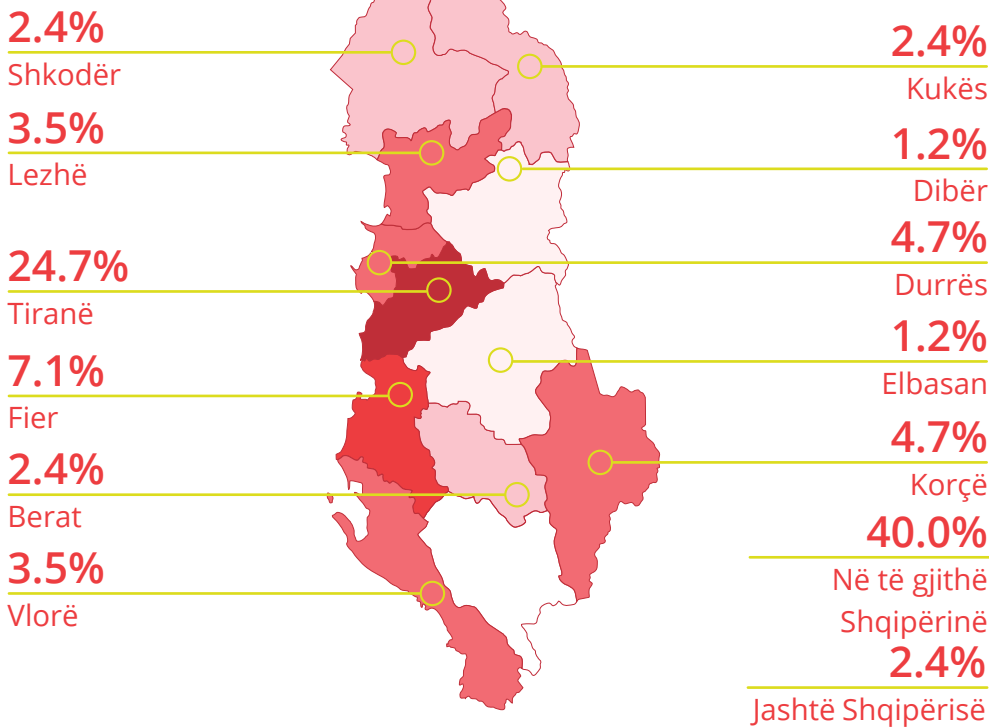 2.4%
Shkodër
3.5%
Lezhë
24.7%
Tiranë
7.1%
Fier
2.4%
Berat
3.5%
Vlorë
2.4%
Kukës
1.2%
Dibër
4.7%
Durrës
1.2%
Elbasan
4.7%
Korçë
40.0%
Në të gjithë
Shqipërinë
2.4%
Jashtë Shqipërisë